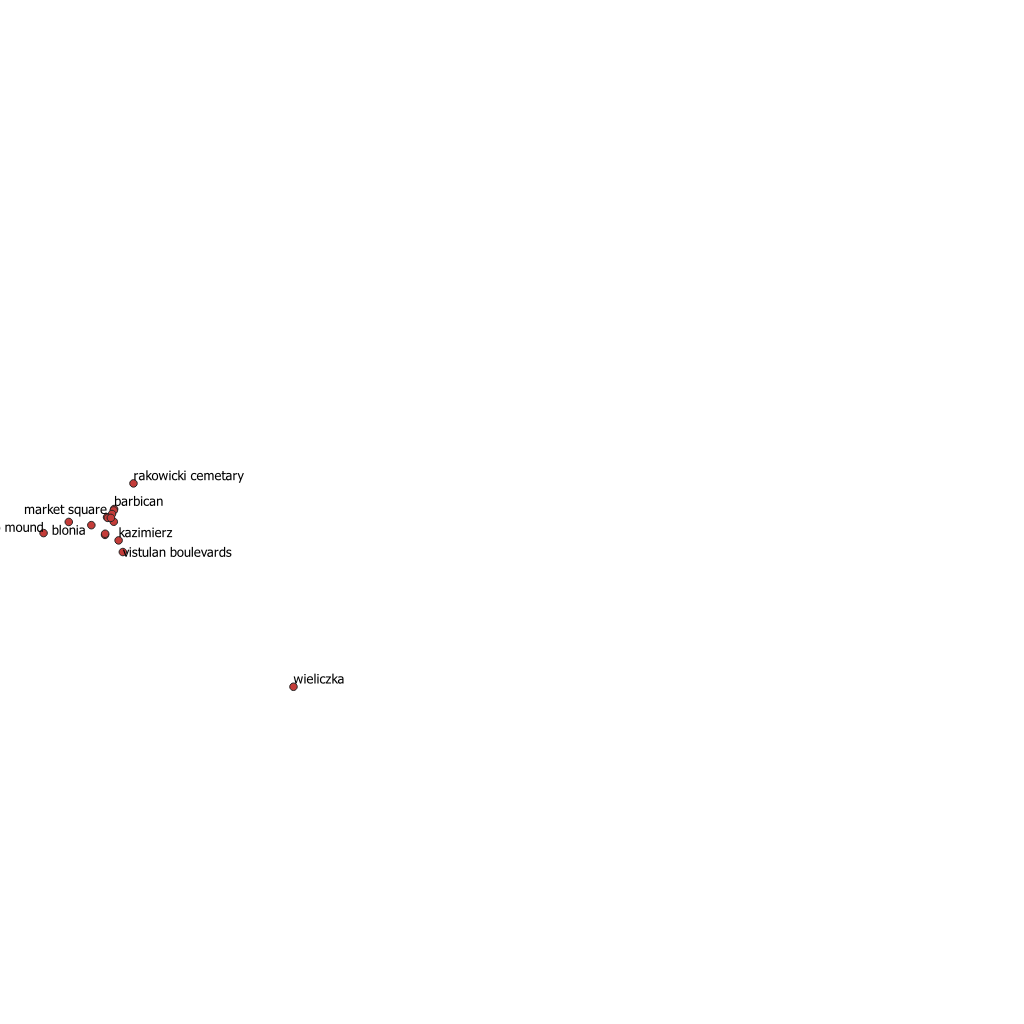 rakowicki cemetary
barbican
market square
mound
blonia
kazimierz
vistulan boulevards
wieliczka